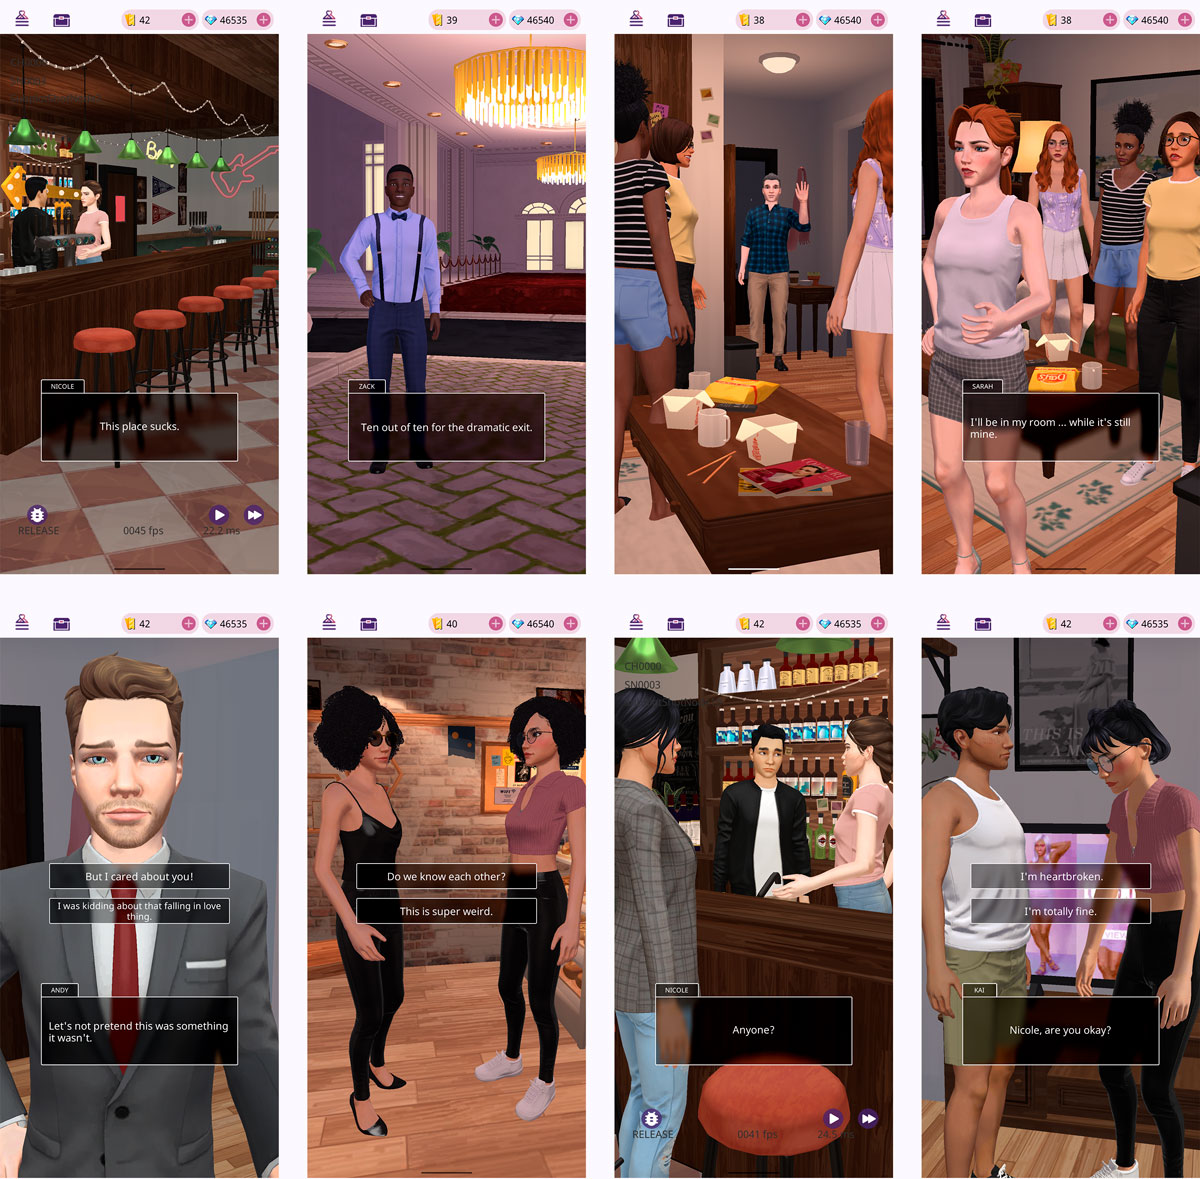 42
46535
NICOLE
This place sucks.
RELEASE
0045 fps
22.2 ms
39
46540
ZACK
Ten out of ten for the dramatic exit.
38
46540
38
46540
SARAH
I'll be in my room ... while it's still
mine.
42
46535
But I cared about you!
I was kidding about that falling in love
thing.
ANDY
Let's not pretend this was something
it wasn't.
40
46540
Do we know each other?
This is super weird.
42
46535
CH0000
SN0003
NICOLE
Anyone?
RELEASE
0041 fps
42
46535
THIS IS
I'm heartbroken.
I'm totally fine.
KAI
Nicole, are you okay?